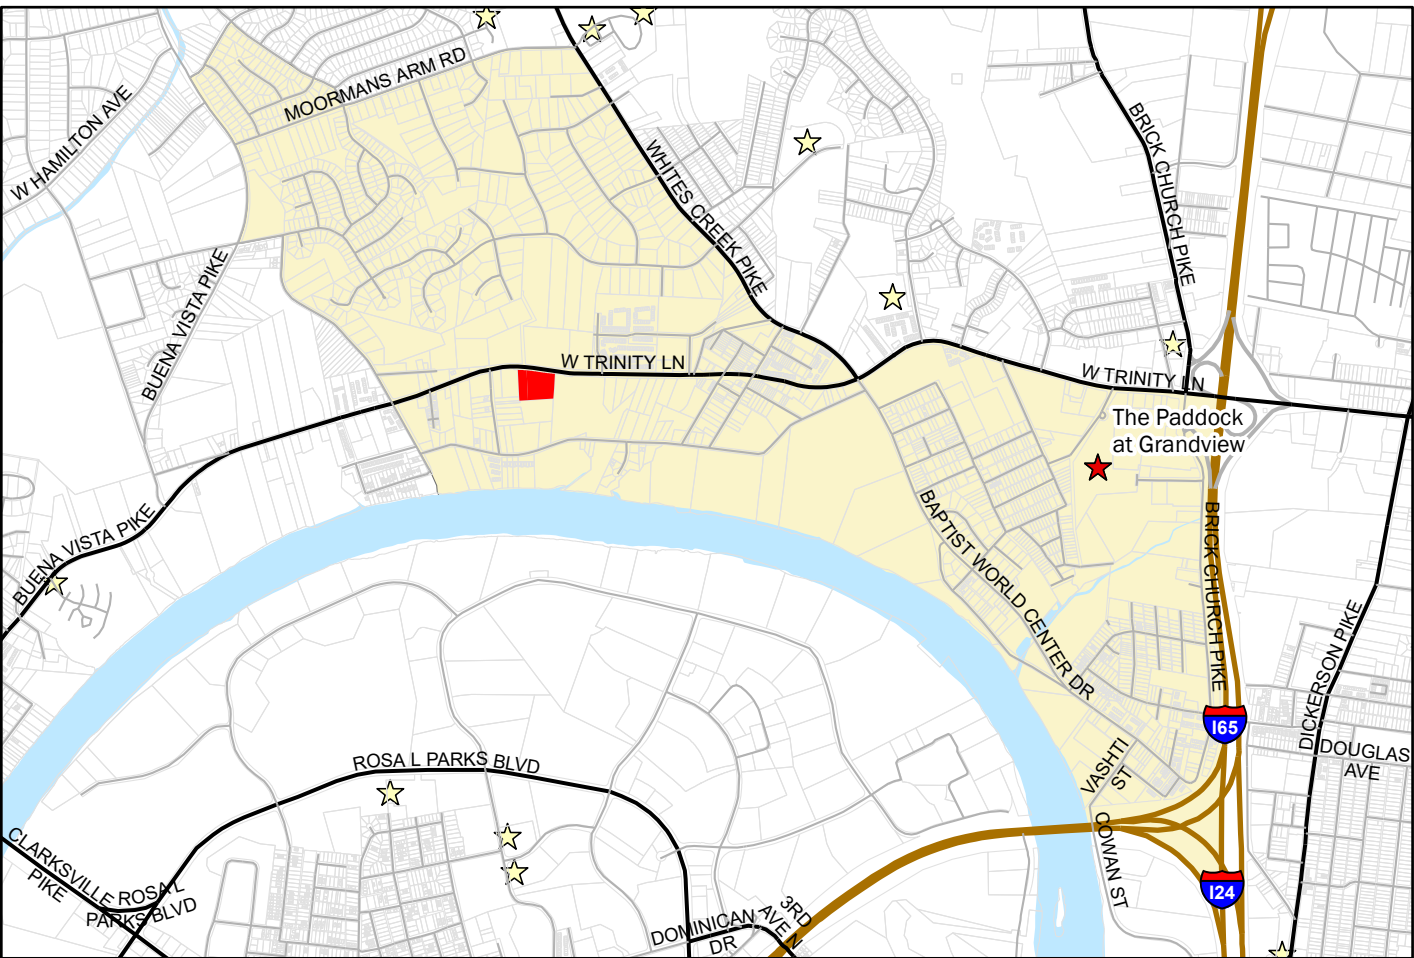 MOORMANS ARM RD
W HAMILTON AVE
WHITES CREEK PIKE
BRICK CHURCH PIKE
BUENA VISTA PIKE
W TRINITY LN
W TRINITY LN
The Paddock
at Grandview
BUENA VISTA PIKE
BAPTIST WORLD CENTER DR
BRICK CHURCH PIKE
DICKERSON PIKE
I65
DOUGLAS
AVE
VASHTI
ST
ROSA L PARKS BLVD
COWAN ST
CLARKSVILLE
PIKE
ROSA L
PARKS BLVD
I24
3RD
AVE N
DOMINICAN
DR